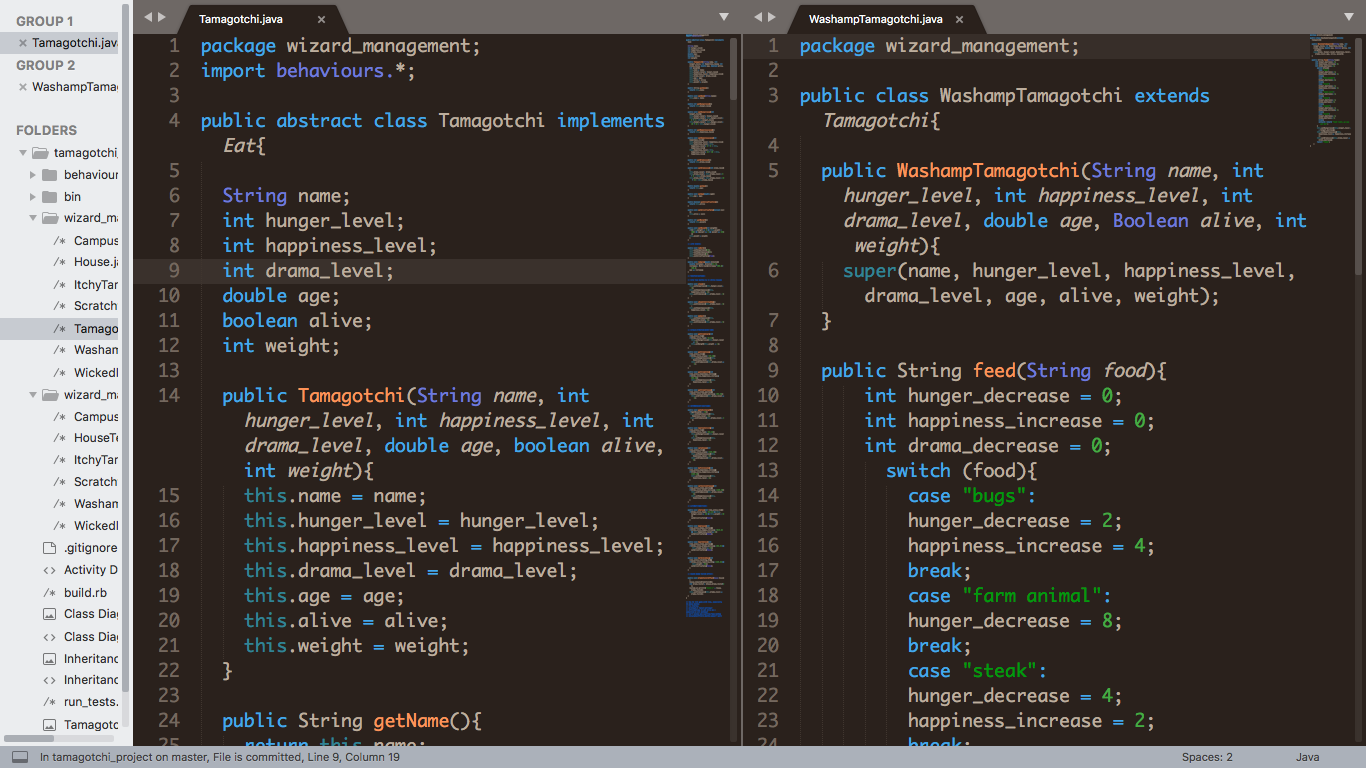 GROUP 1
Tamagotchi.java
GROUP 2
WashampTama
FOLDERS
tamagotchi_
behaviour
bin
wizard_ma
Campus
House.ja
ItchyTar
Scratch
Tamago
Washam
Wicked
wizard_ma
Campus
HouseTe
ItchyTar
Scratch
Washam
Wicked
.gitignore
Activity D
build.rb
Class Dia
Class Dia
Inheritanc
Inheritanc
run_tests.
Tamagotc
Tamagotchi.java ×
1 package wizard_management;
2 import behaviours.*;
3
4 public abstract class Tamagotchi implements
Eat{
5
6 String name;
7 int hunger_level;
8 int happiness_level;
9 int drama_level;
10 double age;
11 boolean alive;
12 int weight;
13
14 public Tamagotchi(String name, int
hunger_level, int happiness_level, int
drama_level, double age, boolean alive,
int weight){
15 this.name = name;
16 this.hunger_level = hunger_level;
17 this.happiness_level = happiness_level;
18 this.drama_level = drama_level;
19 this.age = age;
20 this.alive = alive;
21 this.weight = weight;
22 }
23
24 public String getName(){
25 return this.name;
WashampTamagotchi.java ×
1 package wizard_management;
2
3 public class WashampTamagotchi extends
Tamagotchi{
4
5 public WashampTamagotchi(String name, int
hunger_level, int happiness_level, int
drama_level, double age, Boolean alive, int
weight){
6 super(name, hunger_level, happiness_level,
drama_level, age, alive, weight);
7 }
8
9 public String feed(String food){
10 int hunger_decrease = 0;
11 int happiness_increase = 0;
12 int drama_decrease = 0;
13 switch (food){
14 case "bugs":
15 hunger_decrease = 2;
16 happiness_increase = 4;
17 break;
18 case "farm animal":
19 hunger_decrease = 8;
20 break;
21 case "steak":
22 hunger_decrease = 4;
23 happiness_increase = 2;
24 break;
In tamagotchi_project on master, File is committed, Line 9, Column 19
Spaces: 2
Java